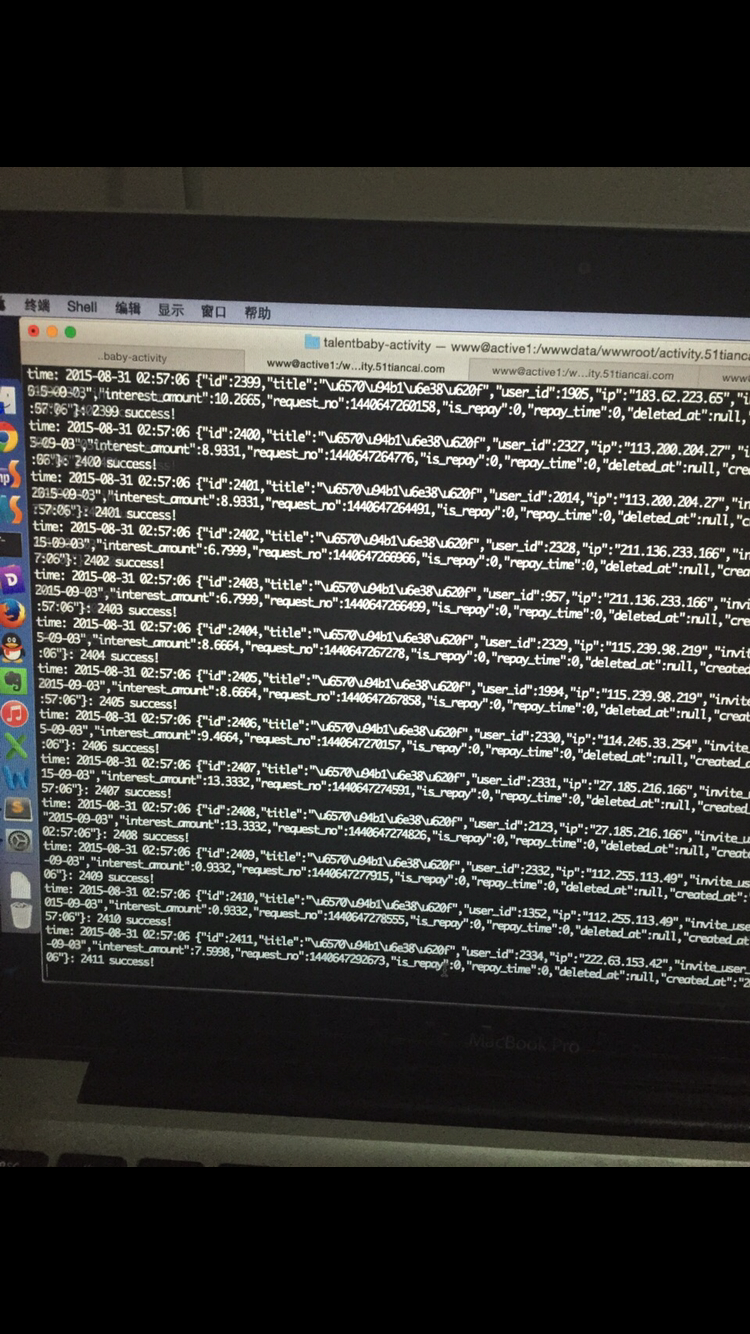 终端 Shell 编辑 显示 窗口 帮助
talentbaby-activity — www@active1:/wwwdata/wwwroot/activity.51tianca
..baby-activity www@active1:/w...ity.51tiancai.com www@active1:/w...ity.51tiancai.com
time: 2015-08-31 02:57:06 {"id":2399,"title":"\u6570\u94b1\u6e38\u620f","user_id":1905,"ip":"183.62.223.65","i
5-09-03","interest_amount":10.2665,"request_no":1440647260158,"is_repay":0,"repay_time":0,"deleted_at":null,
:57:06"}: 2399 success!
time: 2015-08-31 02:57:06 {"id":2400,"title":"\u6570\u94b1\u6e38\u620f","user_id":2327,"ip":"113.200.204.27","in
5-09-03","interest_amount":8.9331,"request_no":1440647264776,"is_repay":0,"repay_time":0,"deleted_at":null,"cre
:06"}: 2400 success!
time: 2015-08-31 02:57:06 {"id":2401,"title":"\u6570\u94b1\u6e38\u620f","user_id":2014,"ip":"113.200.204.27","in
2015-09-03","interest_amount":8.9331,"request_no":1440647264491,"is_repay":0,"repay_time":0,"deleted_at":null,"c
:57:06"}: 2401 success!
time: 2015-08-31 02:57:06 {"id":2402,"title":"\u6570\u94b1\u6e38\u620f","user_id":2328,"ip":"211.136.233.166","in
15-09-03","interest_amount":6.7999,"request_no":1440647266966,"is_repay":0,"repay_time":0,"deleted_at":null,"crea
7:06"}: 2402 success!
time: 2015-08-31 02:57:06 {"id":2403,"title":"\u6570\u94b1\u6e38\u620f","user_id":957,"ip":"211.136.233.166","inv
2015-09-03","interest_amount":6.7999,"request_no":1440647266499,"is_repay":0,"repay_time":0,"deleted_at":null,"cre
:57:06"}: 2403 success!
time: 2015-08-31 02:57:06 {"id":2404,"title":"\u6570\u94b1\u6e38\u620f","user_id":2329,"ip":"115.239.98.219","invit
5-09-03","interest_amount":8.6664,"request_no":1440647267278,"is_repay":0,"repay_time":0,"deleted_at":null,"created
:06"}: 2404 success!
time: 2015-08-31 02:57:06 {"id":2405,"title":"\u6570\u94b1\u6e38\u620f","user_id":1994,"ip":"115.239.98.219","invit
2015-09-03","interest_amount":8.6664,"request_no":1440647267858,"is_repay":0,"repay_time":0,"deleted_at":null,"crea
:57:06"}: 2405 success!
time: 2015-08-31 02:57:06 {"id":2406,"title":"\u6570\u94b1\u6e38\u620f","user_id":2330,"ip":"114.245.33.254","invite
5-09-03","interest_amount":9.4664,"request_no":1440647270157,"is_repay":0,"repay_time":0,"deleted_at":null,"created_
:06"}: 2406 success!
time: 2015-08-31 02:57:06 {"id":2407,"title":"\u6570\u94b1\u6e38\u620f","user_id":2331,"ip":"27.185.216.166","invite_
15-09-03","interest_amount":13.3332,"request_no":1440647274591,"is_repay":0,"repay_time":0,"deleted_at":null,"created
57:06"}: 2407 success!
time: 2015-08-31 02:57:06 {"id":2408,"title":"\u6570\u94b1\u6e38\u620f","user_id":2123,"ip":"27.185.216.166","invite_u
"2015-09-03","interest_amount":13.3332,"request_no":1440647274826,"is_repay":0,"repay_time":0,"deleted_at":null,"crea
02:57:06"}: 2408 success!
time: 2015-08-31 02:57:06 {"id":2409,"title":"\u6570\u94b1\u6e38\u620f","user_id":2332,"ip":"112.255.113.49","invite_us
-09-03","interest_amount":0.9332,"request_no":1440647277915,"is_repay":0,"repay_time":0,"deleted_at":null,"created_at
06"}: 2409 success!
time: 2015-08-31 02:57:06 {"id":2410,"title":"\u6570\u94b1\u6e38\u620f","user_id":1352,"ip":"112.255.113.49","invite_use
015-09-03","interest_amount":0.9332,"request_no":1440647278555,"is_repay":0,"repay_time":0,"deleted_at":null,"created
57:06"}: 2410 success!
time: 2015-08-31 02:57:06 {"id":2411,"title":"\u6570\u94b1\u6e38\u620f","user_id":2334,"ip":"222.63.153.42","invite_user_
-09-03","interest_amount":7.5998,"request_no":1440647292673,"is_repay":0,"repay_time":0,"deleted_at":null,"created_at":"2
06"}: 2411 success!
MacBook Pro